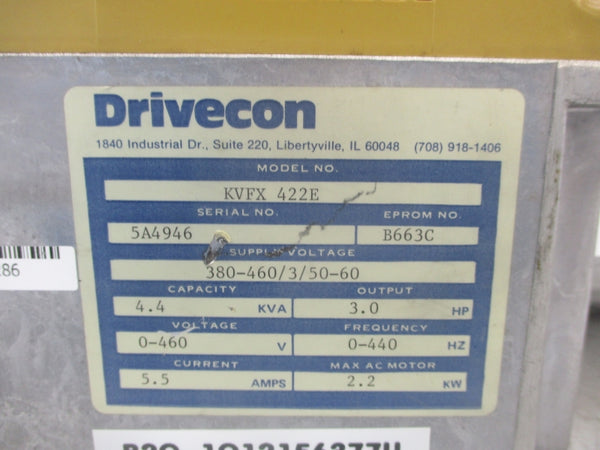 Drivecon
1840 Industrial Dr., Suite 220, Libertyville, IL 60048 (708) 918-1406
MODEL NO.
KVFX 422E
SERIAL NO. EPROM NO.
5A4946 B663C
SUPPLY VOLTAGE
380-460/3/50-60
CAPACITY OUTPUT
4.4 KVA 3.0 HP
VOLTAGE FREQUENCY
0-460 V 0-440 HZ
CURRENT MAX AC MOTOR
5.5 AMPS 2.2 KW
86